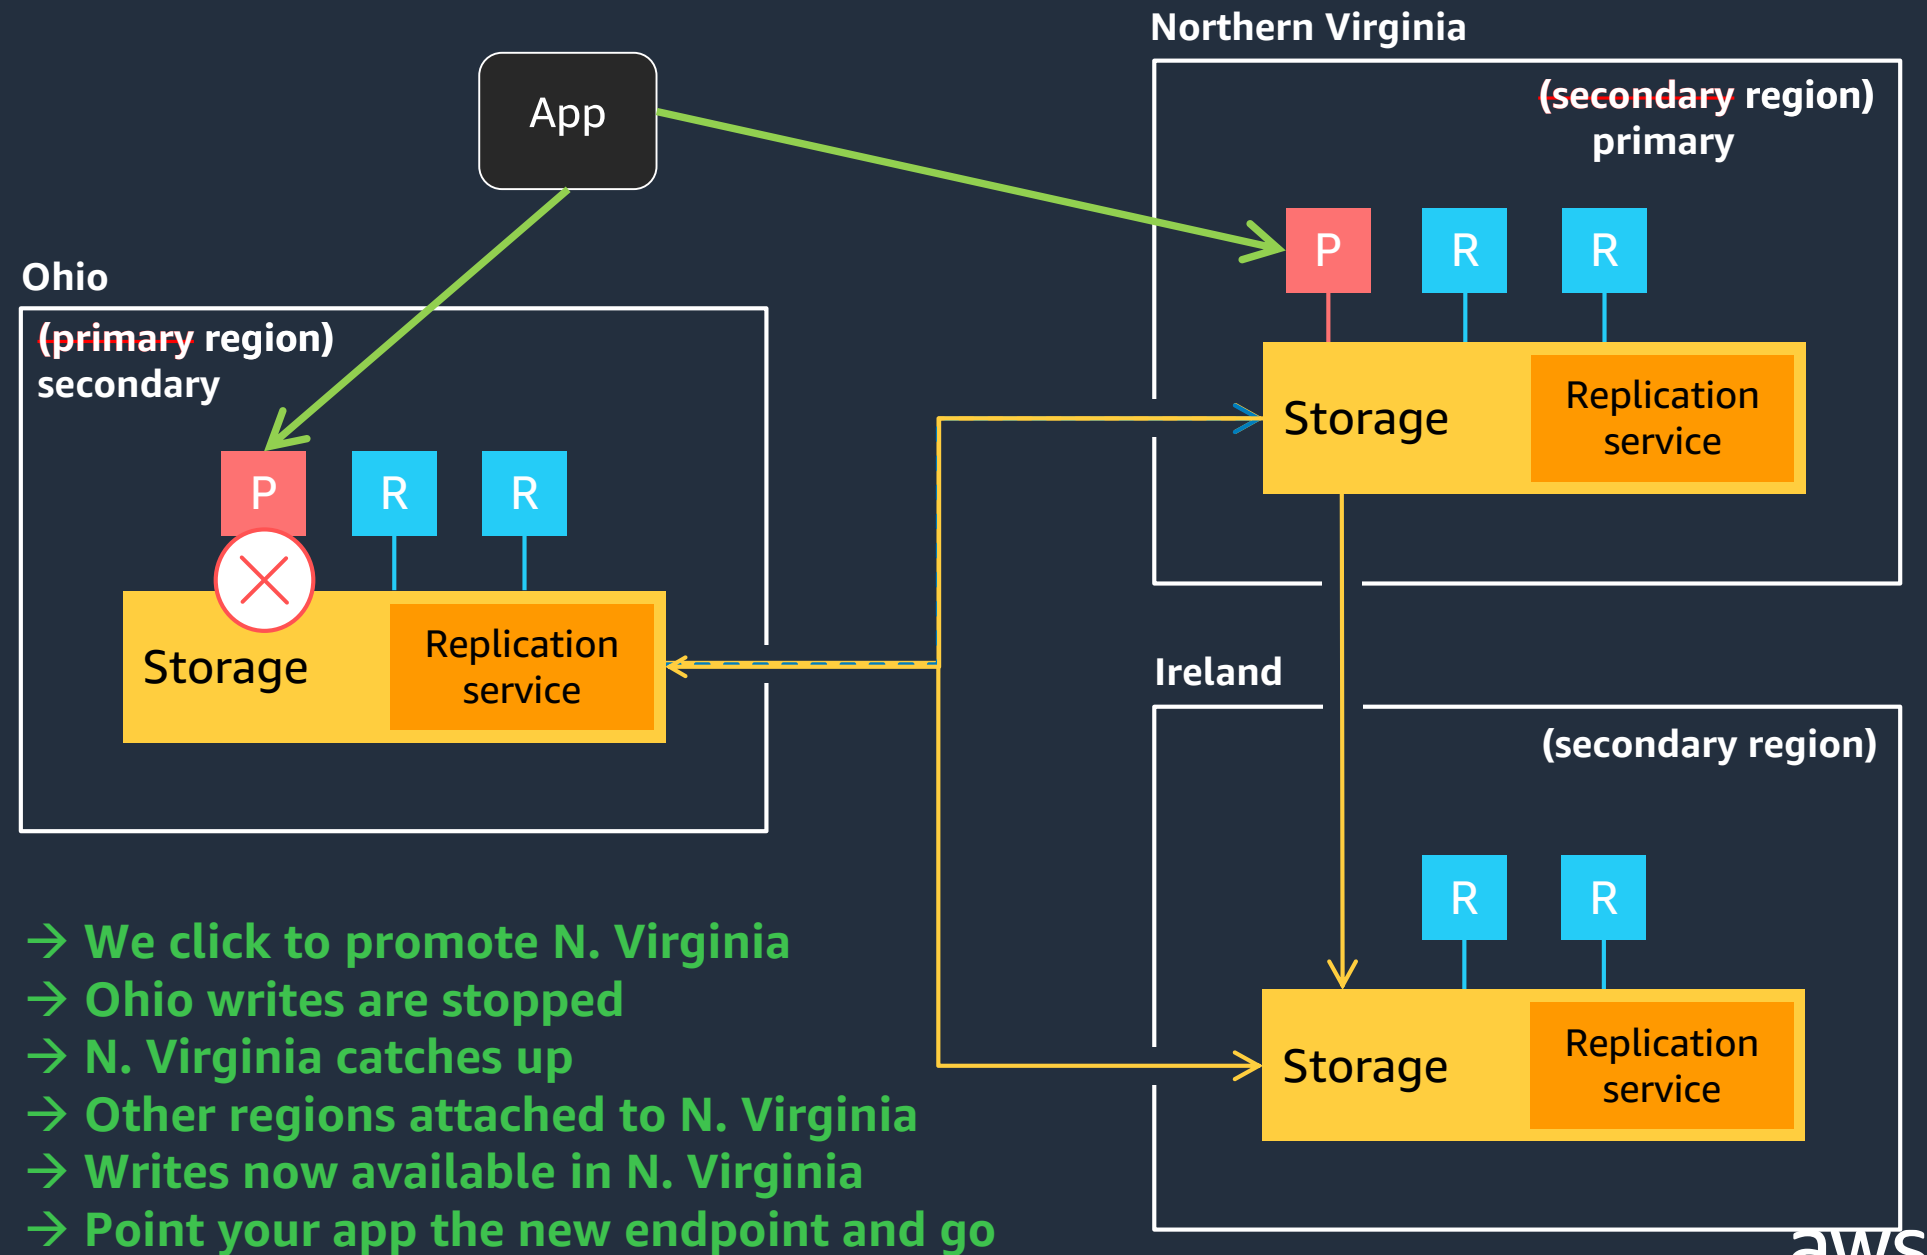 Northern Virginia
(secondary region)
primary
App
P R R
Ohio
(primary region)
secondary
Storage
Replication
service
P R R
Storage
Replication
service
Ireland
(secondary region)
R R
Storage
Replication
service
→ We click to promote N. Virginia
→ Ohio writes are stopped
→ N. Virginia catches up
→ Other regions attached to N. Virginia
→ Writes now available in N. Virginia
→ Point your app the new endpoint and go
aws